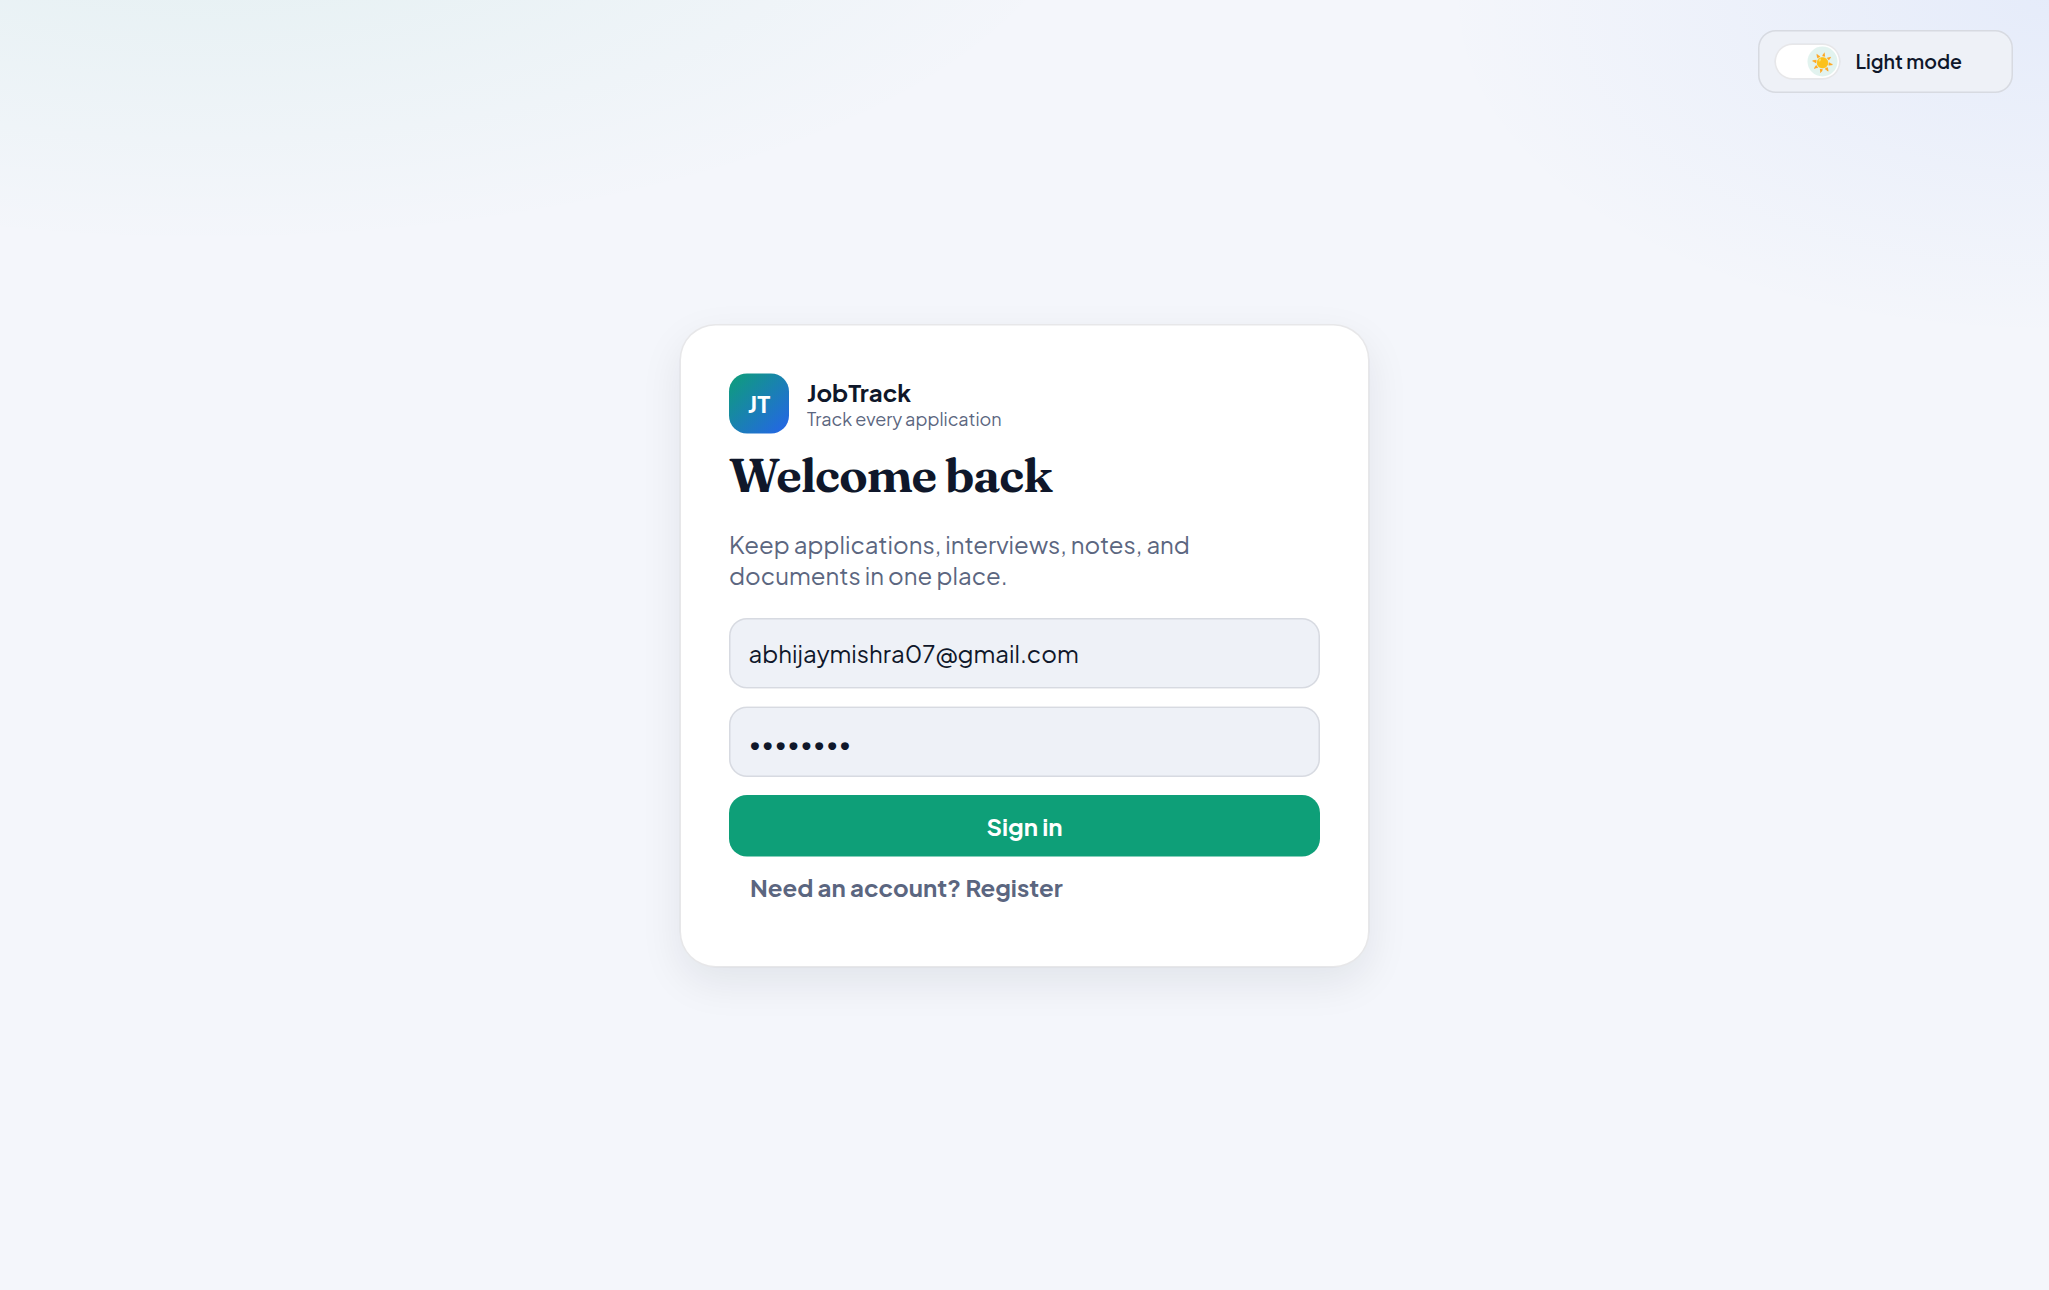 Light mode
JT
JobTrack
Track every application
Welcome back
Keep applications, interviews, notes, and
documents in one place.
abhijaymishra07@gmail.com
••••••••
Sign in
Need an account? Register